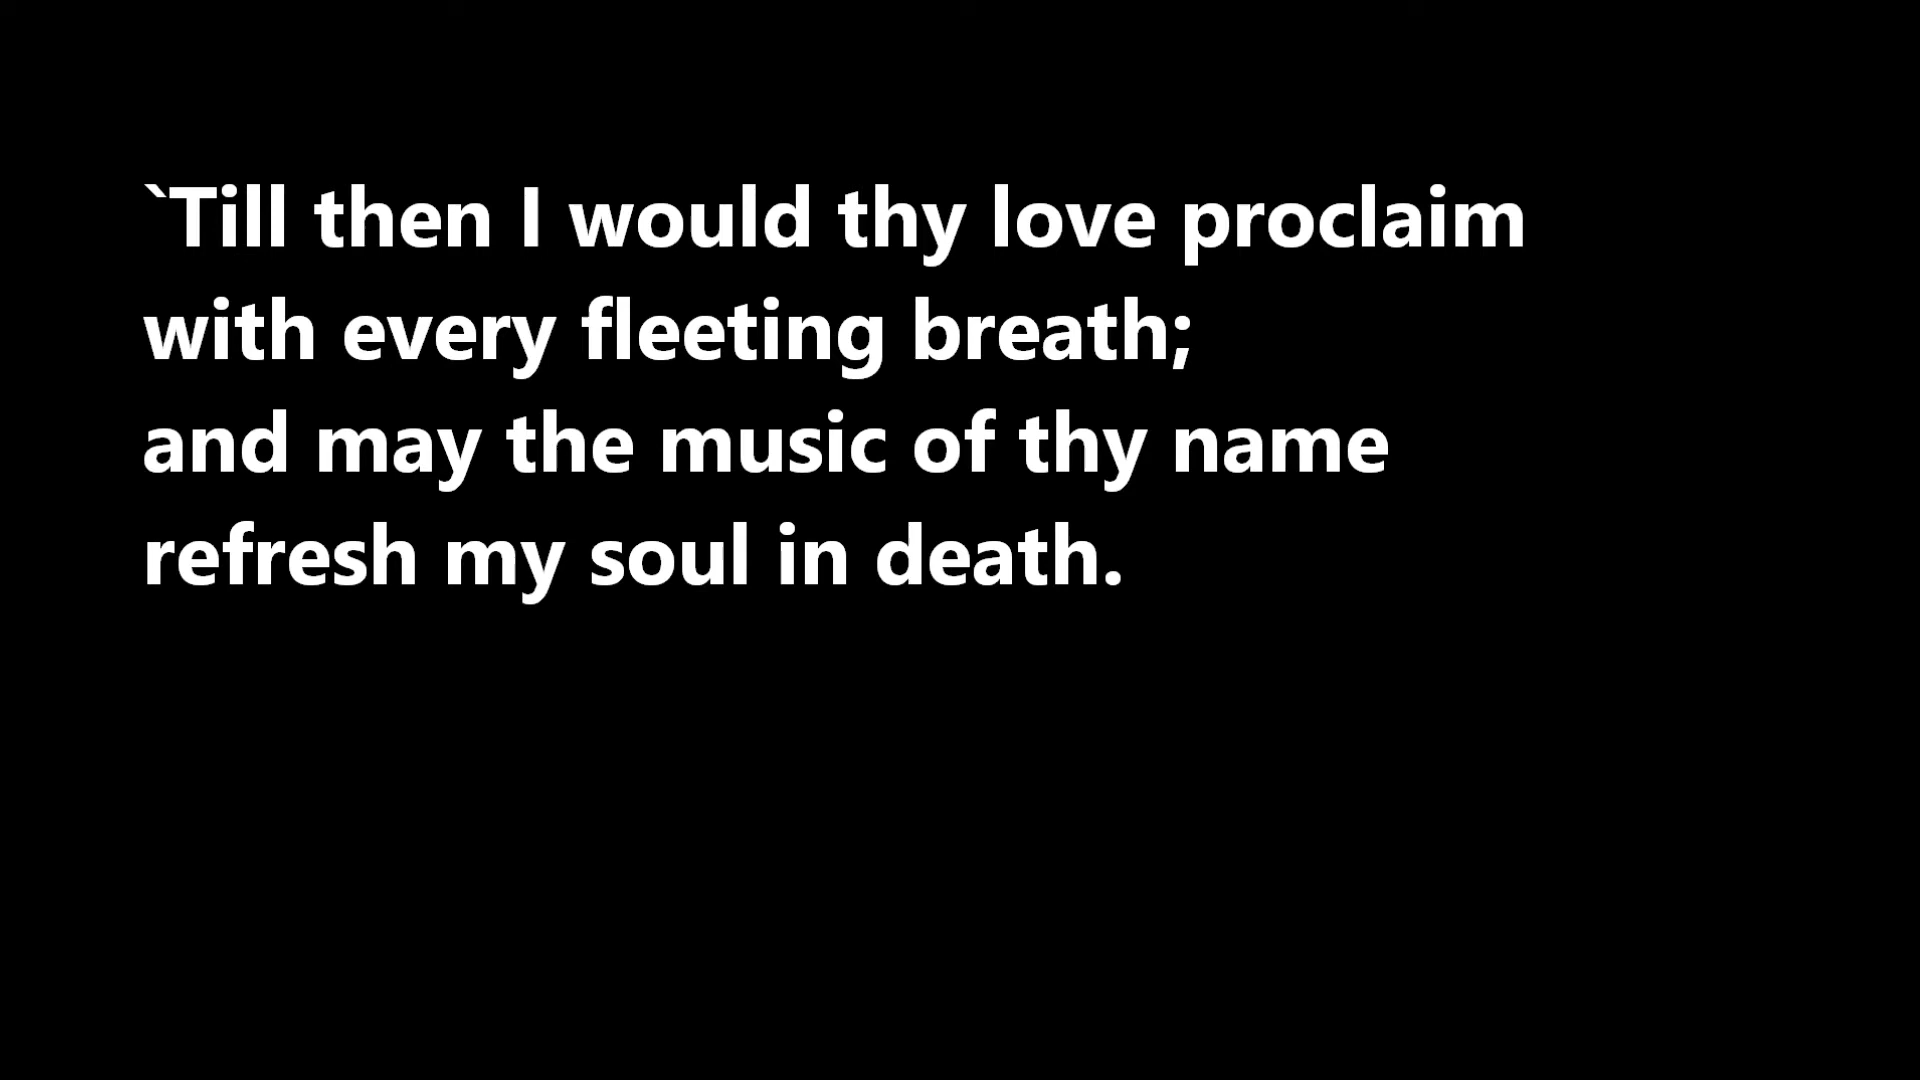 `Till then I would thy love proclaim
with every fleeting breath;
and may the music of thy name
refresh my soul in death.